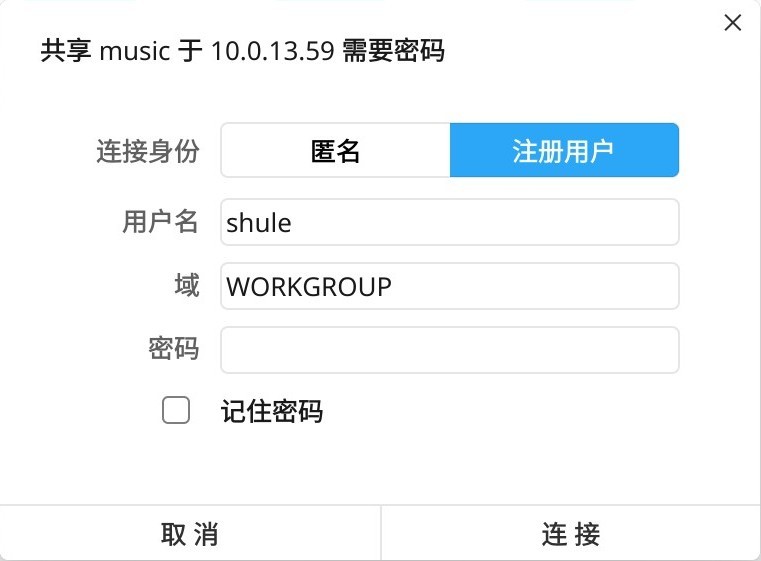 共享 music 于 10.0.13.59 需要密码
连接身份 匿名 注册用户
用户名 shule
域 WORKGROUP
密码
记住密码
取消 连接